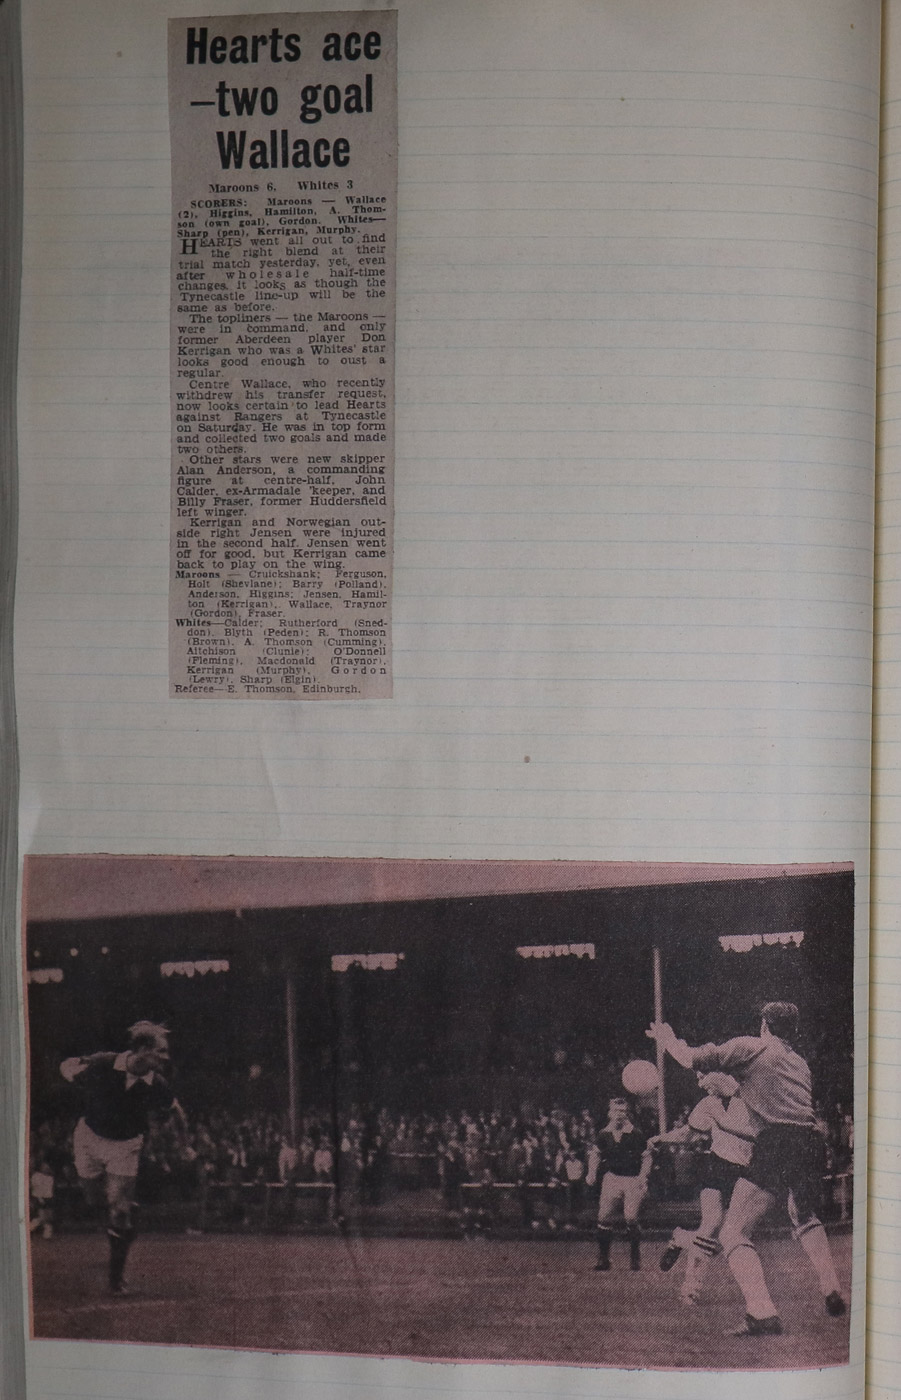 Hearts ace
–two goal
Wallace
Maroons 6, Whites 3
SCORERS: Maroons — Wallace
(2), Higgins, Hamilton, A. Thom-
son (own goal), Gordon. Whites—
Sharp (pen), Kerrigan, Murphy.
HEARTS went all out to find
the right blend at their
trial match yesterday, yet, even
after wholesale half-time
changes, it looks as though the
Tynecastle line-up will be the
same as before.
The topliners — the Maroons —
were in command, and only
former Aberdeen player Don
Kerrigan who was a Whites' star
looks good enough to oust a
regular.
Centre Wallace, who recently
withdrew his transfer request,
now looks certain to lead Hearts
against Rangers at Tynecastle
on Saturday. He was in top form
and collected two goals and made
two others.
Other stars were new skipper
Alan Anderson, a commanding
figure at centre-half, John
Calder, ex-Armadale 'keeper, and
Billy Fraser, former Huddersfield
left winger.
Kerrigan and Norwegian out-
side right Jensen were injured
in the second half. Jensen went
off for good, but Kerrigan came
back to play on the wing.
Maroons — Cruickshank; Ferguson,
Holt (Shevlane); Barry (Polland),
Anderson, Higgins; Jensen, Hamil-
ton (Kerrigan), Wallace, Traynor
(Gordon), Fraser.
Whites—Calder; Rutherford (Sned-
don), Blyth (Peden); R. Thomson
(Brown), A. Thomson (Cumming),
Aitchison (Clunie); O'Donnell
(Fleming), Macdonald (Traynor),
Kerrigan (Murphy), Gordon
(Lewry), Sharp (Elgin).
Referee—E. Thomson, Edinburgh.